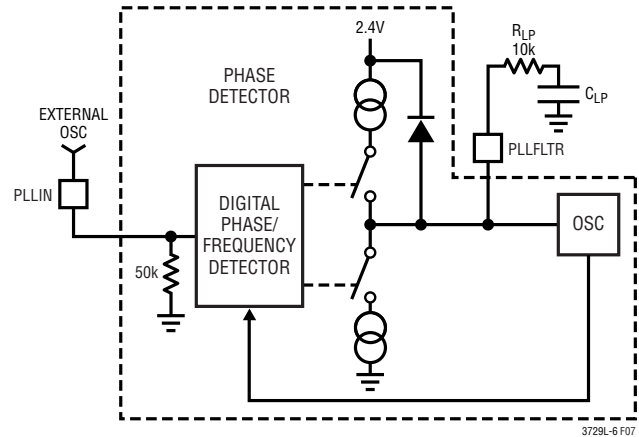 2.4V
PHASE
DETECTOR
R_LP
10k
C_LP
EXTERNAL
OSC
PLLFLTR
PLLIN
DIGITAL
PHASE/
FREQUENCY
DETECTOR
OSC
50k
3729L-6 F07